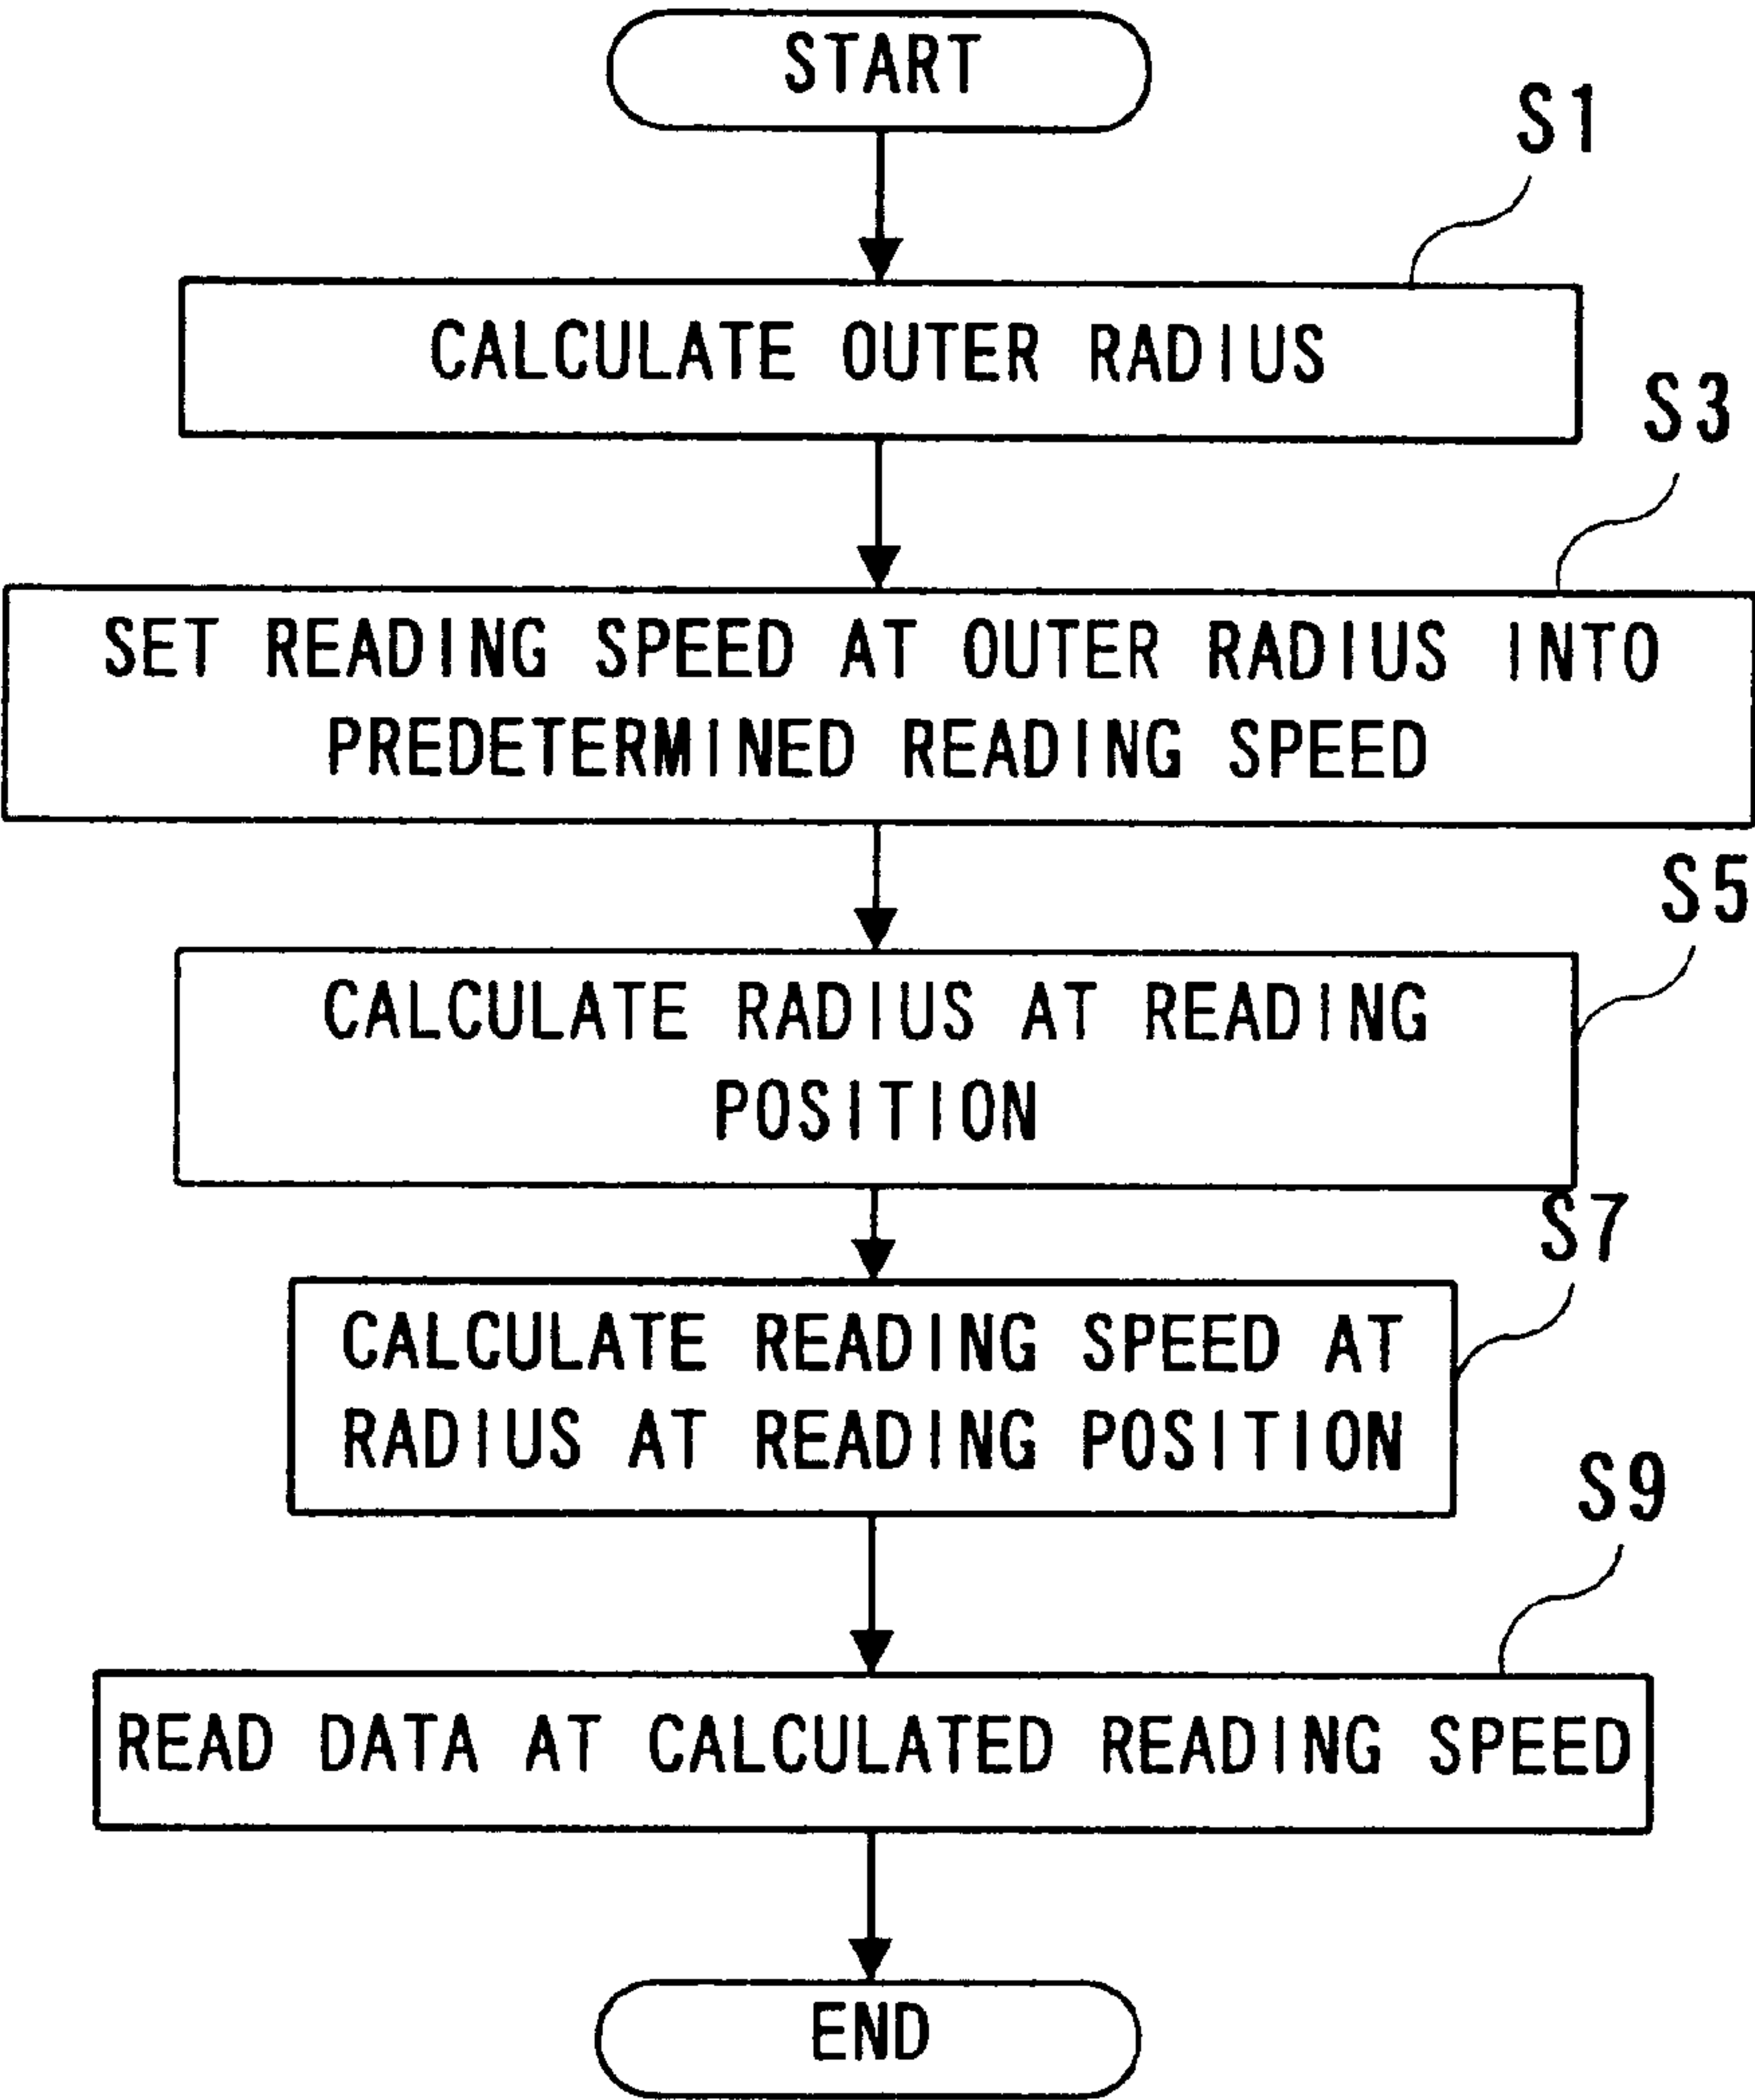 START
S1
CALCULATE OUTER RADIUS
S3
SET READING SPEED AT OUTER RADIUS INTO
PREDETERMINED READING SPEED
S5
CALCULATE RADIUS AT READING
POSITION
S7
CALCULATE READING SPEED AT
RADIUS AT READING POSITION
S9
READ DATA AT CALCULATED READING SPEED
END